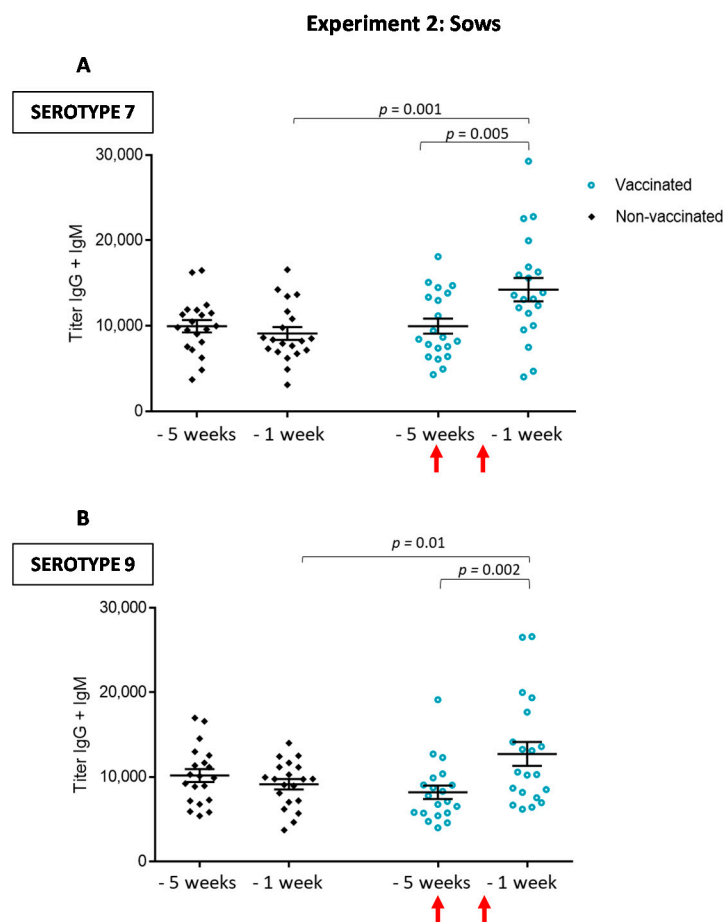 Experiment 2: Sows
A
SEROTYPE 7
p = 0.001
p = 0.005
30,000
20,000
10,000
0
Titer IgG + IgM
Vaccinated
Non-vaccinated
- 5 weeks
- 1 week
- 5 weeks
- 1 week
B
SEROTYPE 9
p = 0.01
p = 0.002
30,000
20,000
10,000
0
Titer IgG + IgM
- 5 weeks
- 1 week
- 5 weeks
- 1 week